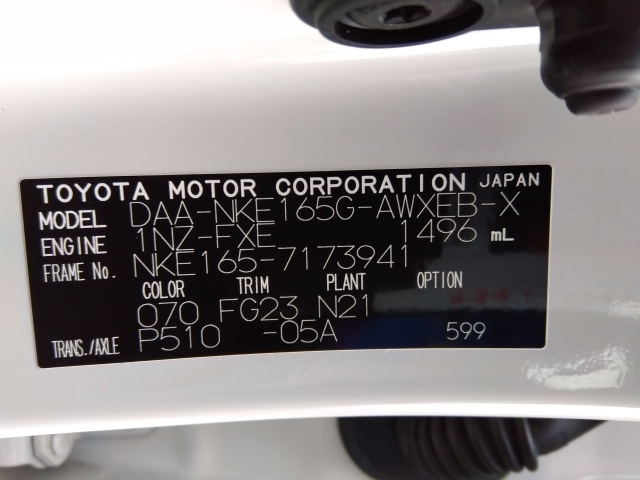 TOYOTA MOTOR CORPORATION JAPAN
MODEL DAA-NKE165G-AWXEB-X
ENGINE 1NZ-FXE 1496 mL
FRAME No. NKE165-7173941
COLOR TRIM PLANT OPTION
070 FG23 N21
TRANS./AXLE P510 -05A 599